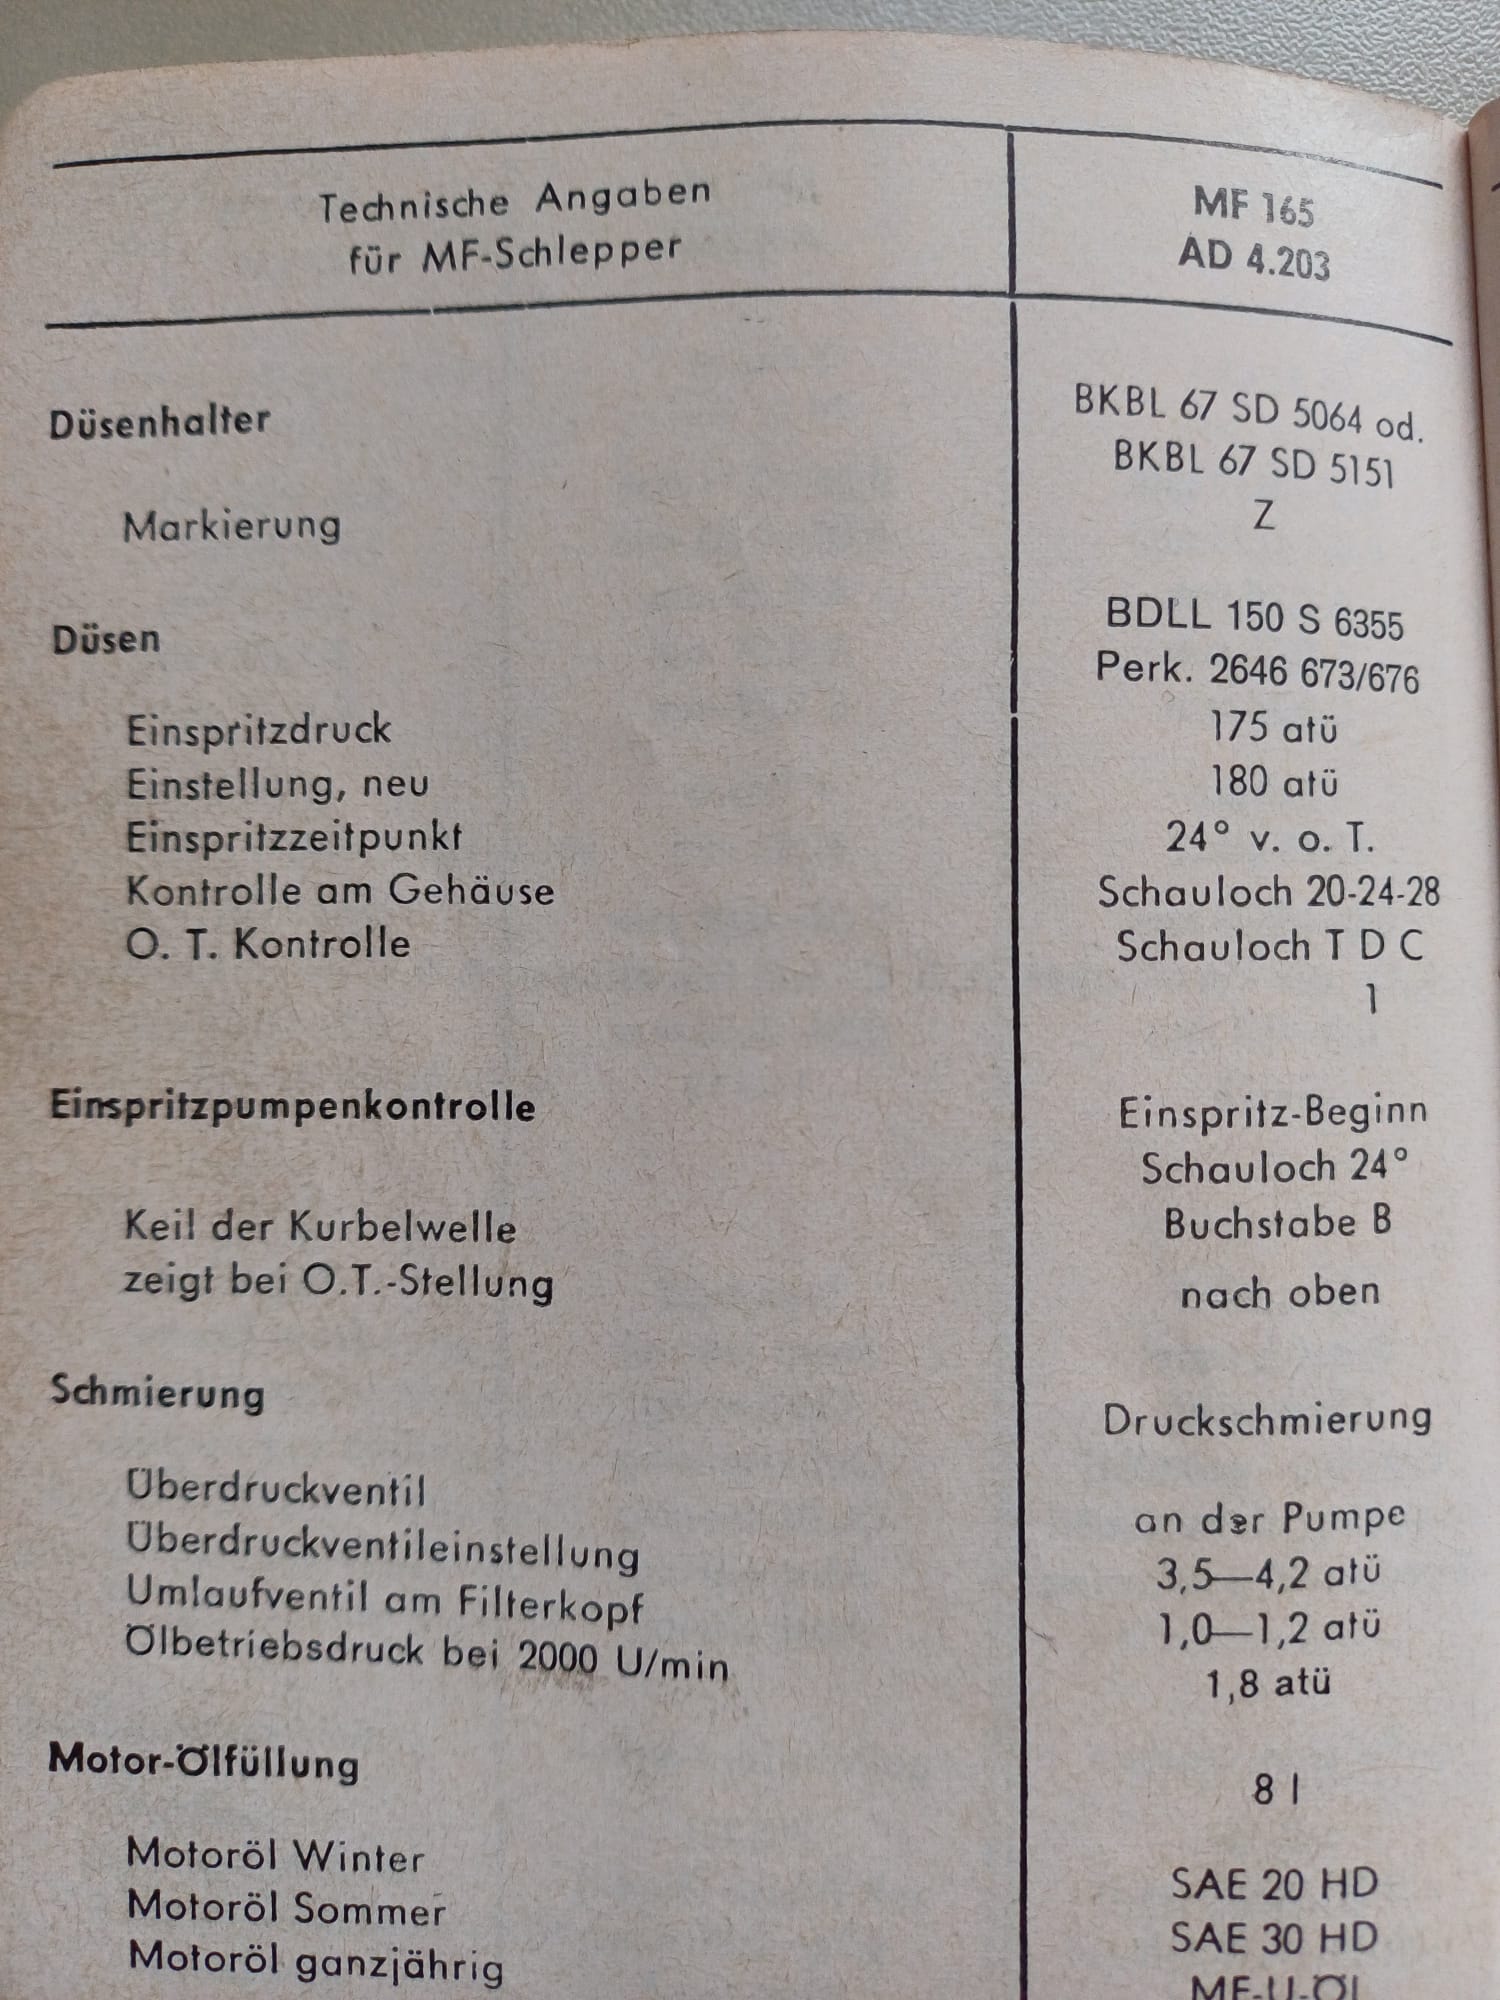 Technische Angaben
für MF-Schlepper
MF 165
AD 4.203
Düsenhalter
BKBL 67 SD 5064 od.
BKBL 67 SD 5151
Markierung
Z
Düsen
BDLL 150 S 6355
Perk. 2646 673/676
Einspritzdruck
175 atü
Einstellung, neu
180 atü
Einspritzzeitpunkt
24° v. o. T.
Kontrolle am Gehäuse
Schauloch 20-24-28
O. T. Kontrolle
Schauloch T D C
1
Einspritzpumpenkontrolle
Einspritz-Beginn
Schauloch 24°
Buchstabe B
Keil der Kurbelwelle
zeigt bei O.T.-Stellung
nach oben
Schmierung
Druckschmierung
Überdruckventil
an der Pumpe
Überdruckventileinstellung
3,5—4,2 atü
Umlaufventil am Filterkopf
1,0—1,2 atü
Ölbetriebsdruck bei 2000 U/min
1,8 atü
Motor-Ölfüllung
8 l
Motoröl Winter
SAE 20 HD
Motoröl Sommer
SAE 30 HD
Motoröl ganzjährig
MF-U-ÖL